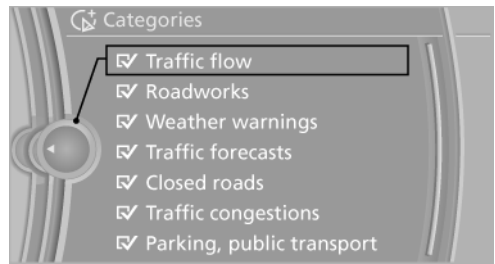 Categories
Traffic flow
Roadworks
Weather warnings
Traffic forecasts
Closed roads
Traffic congestions
Parking, public transport